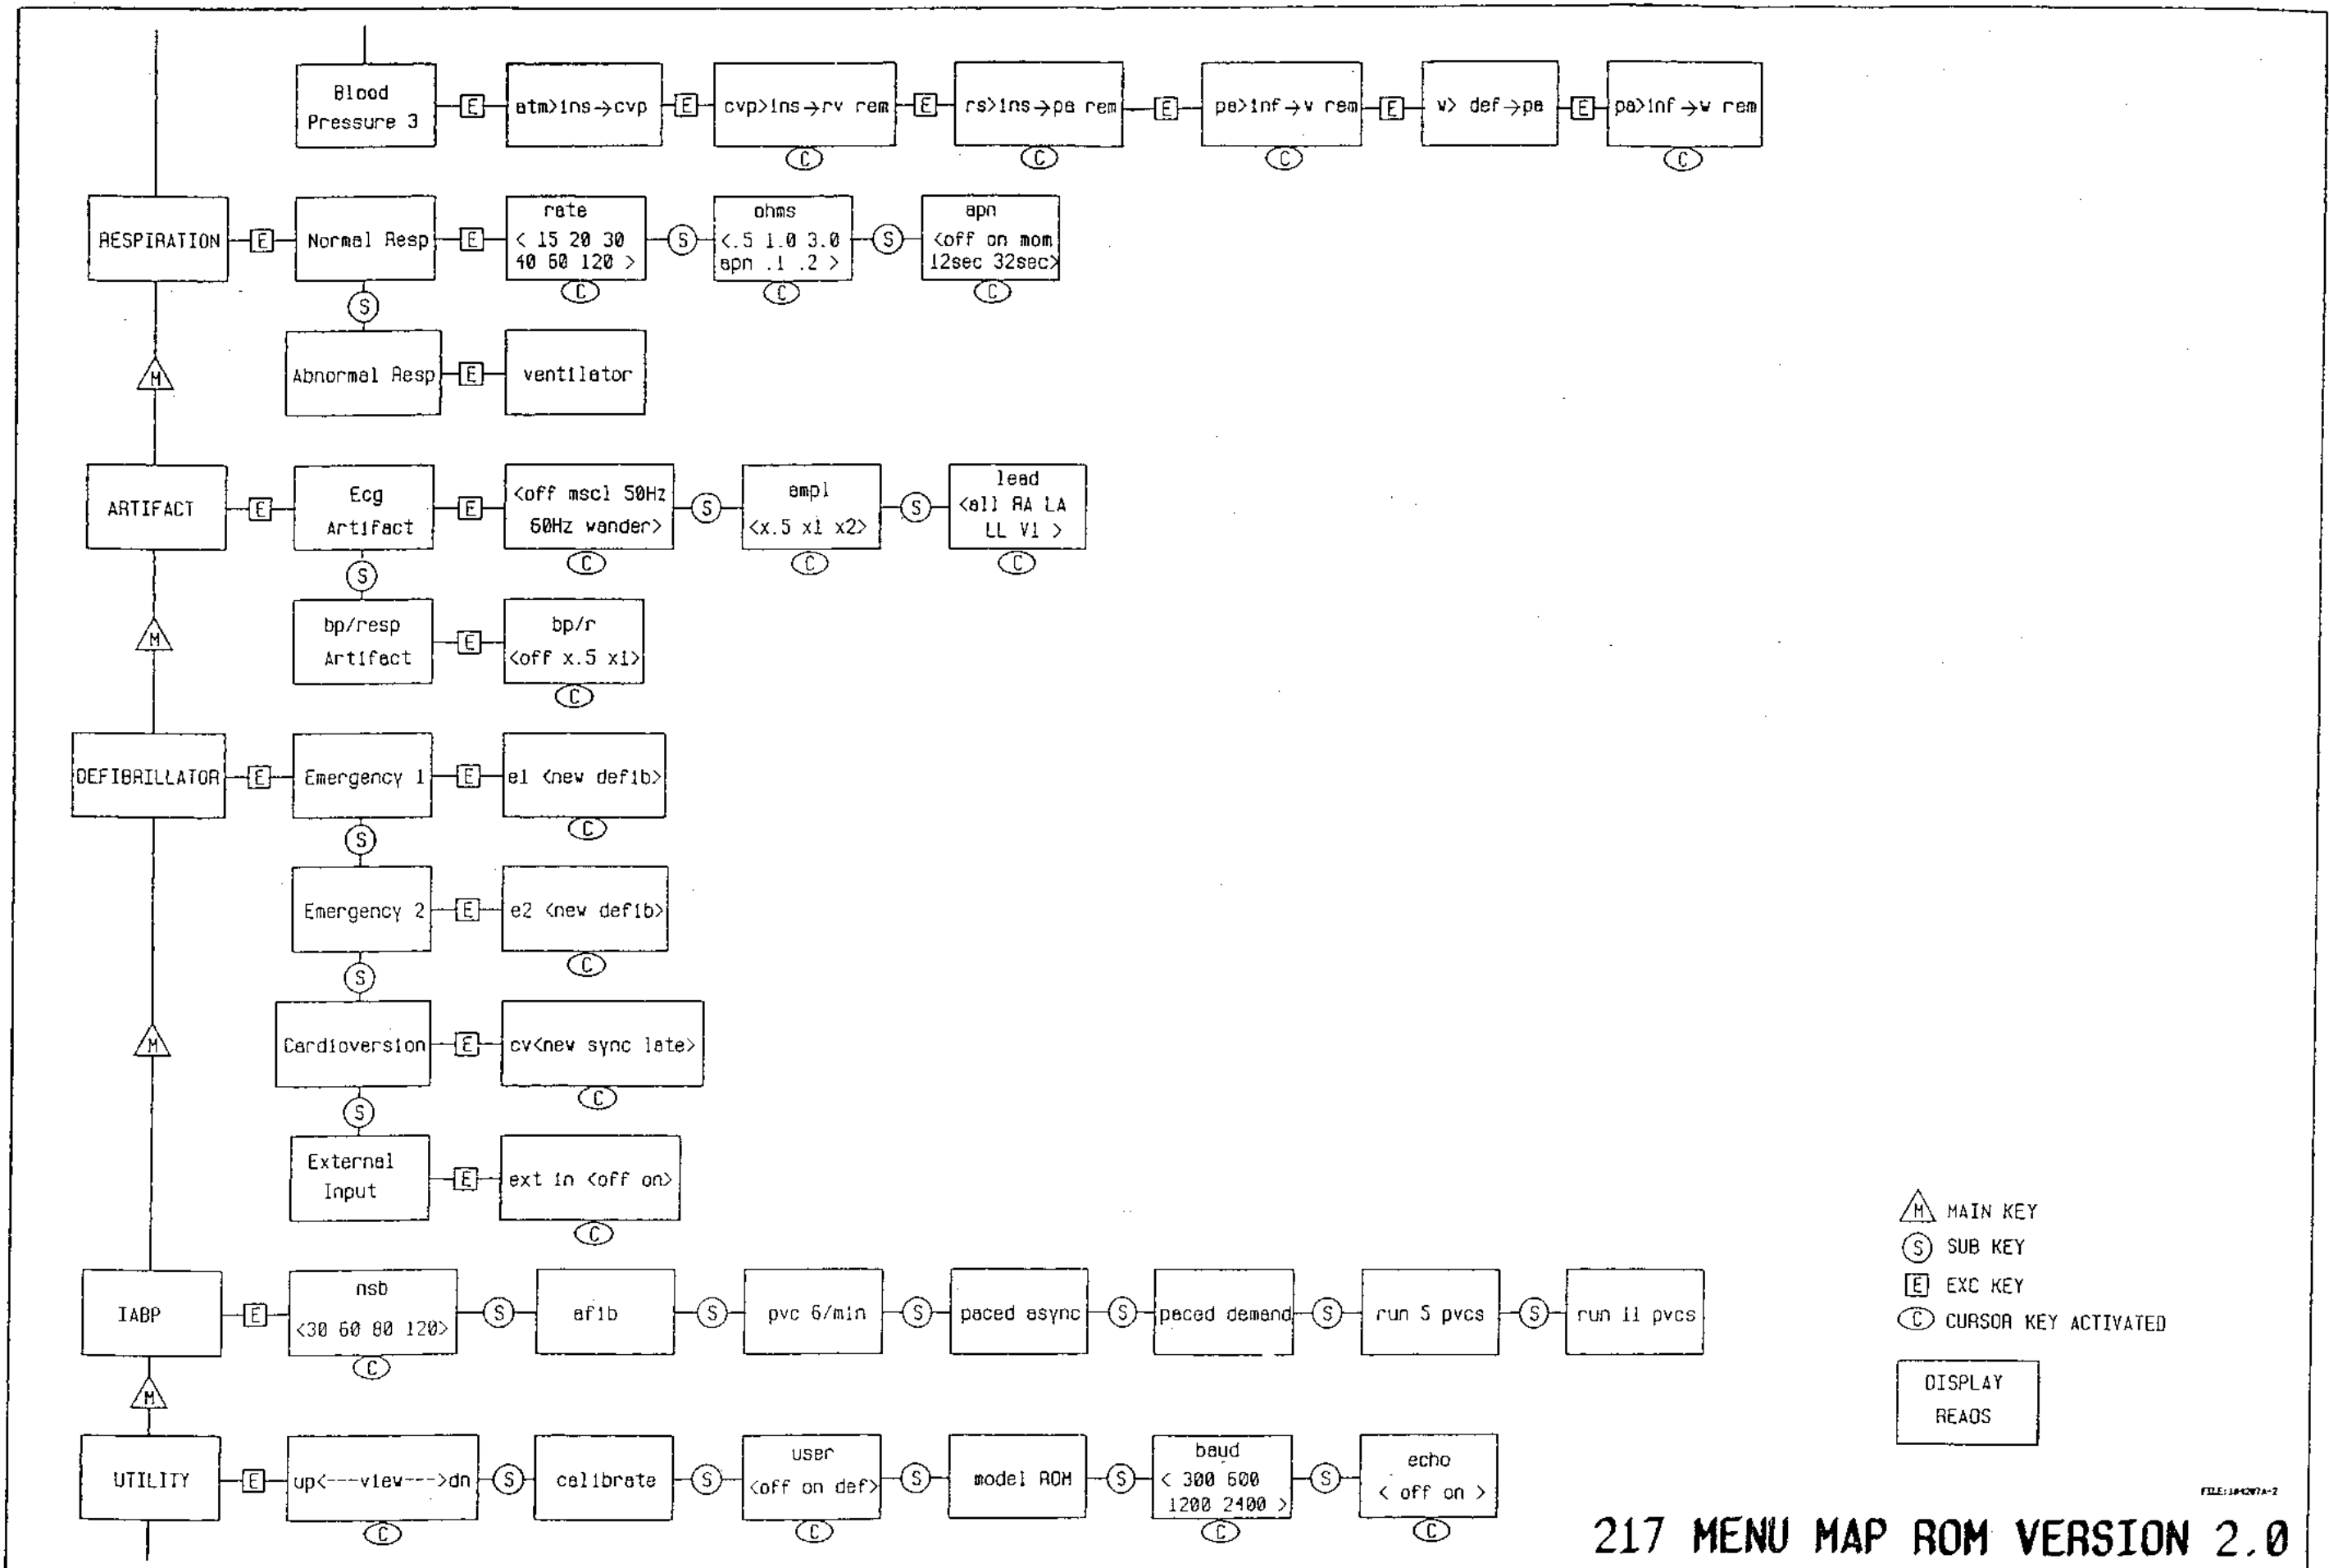 Blood
Pressure 3
E
atm>ins→cvp
E
cvp>ins→rv rem
E
rs>ins→pa rem
E
pa>inf→v rem
E
v> def→pa
E
pa>inf→w rem
C
C
C
C
RESPIRATION
E
Normal Resp
E
rate
< 15 20 30
40 60 120 >
S
ohms
<.5 1.0 3.0
apn .1 .2 >
S
apn
<off on mom
12sec 32sec>
C
C
C
S
M
Abnormal Resp
E
ventilator
ARTIFACT
E
Ecg
Artifact
E
<off mscl 50Hz
60Hz wander>
S
ampl
<x.5 x1 x2>
S
lead
<all RA LA
LL V1 >
C
C
C
S
M
bp/resp
Artifact
E
bp/r
<off x.5 x1>
C
DEFIBRILLATOR
E
Emergency 1
E
e1 <new defib>
C
S
Emergency 2
E
e2 <new defib>
C
S
M
Cardioversion
E
cv<new sync late>
C
S
External
Input
E
ext in <off on>
C
IABP
E
nsb
<30 60 80 120>
C
S
afib
S
pvc 6/min
S
paced async
S
paced demand
S
run 5 pvcs
S
run 11 pvcs
M
UTILITY
E
up<---view--->dn
C
S
calibrate
S
user
<off on def>
C
S
model ROM
S
baud
< 300 600
1200 2400 >
C
S
echo
< off on >
C
M MAIN KEY
S SUB KEY
E EXC KEY
C CURSOR KEY ACTIVATED
DISPLAY
READS
217 MENU MAP ROM VERSION 2.0